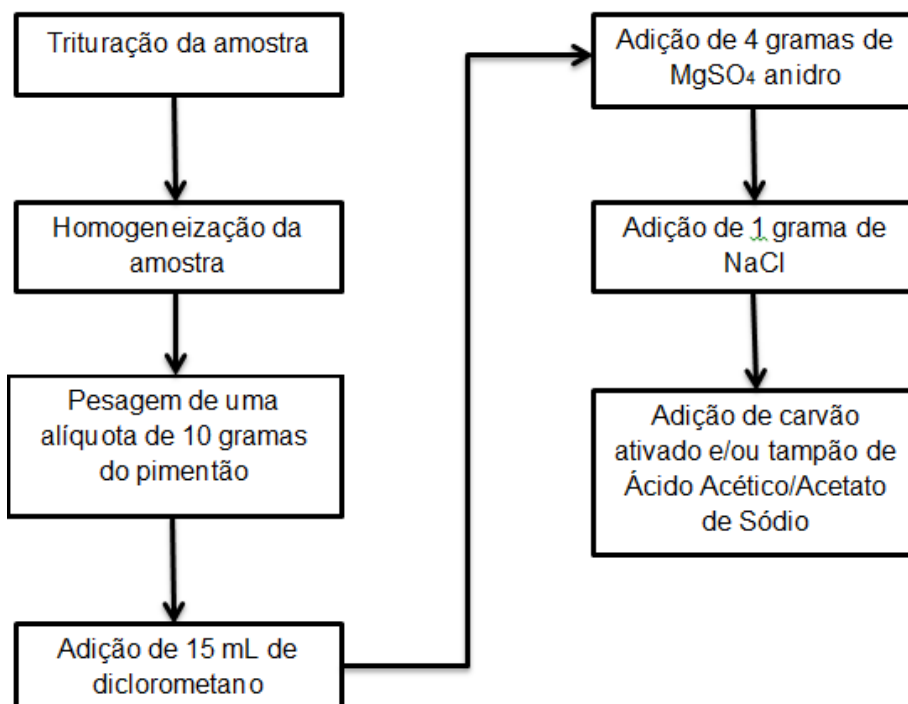 Trituração da amostra
Homogeneização da
amostra
Pesagem de uma
alíquota de 10 gramas
do pimentão
Adição de 15 mL de
diclorometano
Adição de 4 gramas de
MgSO₄ anidro
Adição de 1 grama de
NaCl
Adição de carvão
ativado e/ou tampão de
Ácido Acético/Acetato
de Sódio